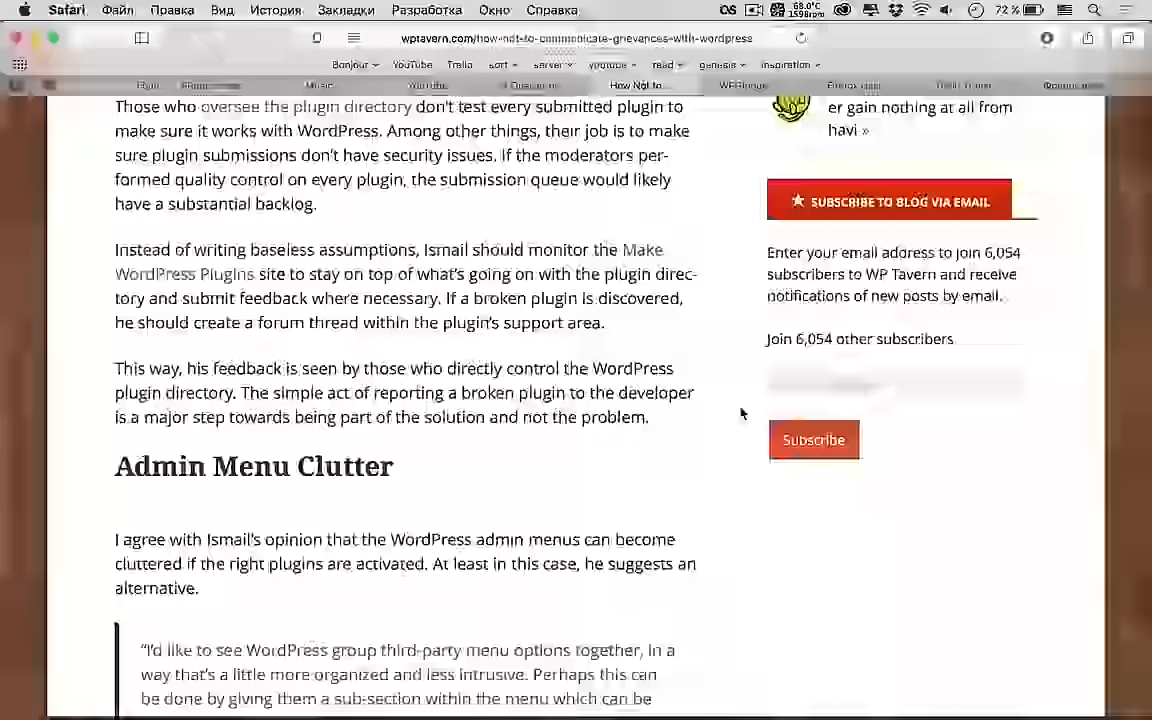 Safari Файл Правка Вид История Закладки Разработка Окно Справка 68.0°C 1598rpm 72 %
wptavern.com/how-not-to-communicate-grievances-with-wordpress
Bonjour YouTube Trello sort server youtube read genesis inspiration
How Not to...
Those who oversee the plugin directory don't test every submitted plugin to
make sure it works with WordPress. Among other things, their job is to make
sure plugin submissions don't have security issues. If the moderators per-
formed quality control on every plugin, the submission queue would likely
have a substantial backlog.
Instead of writing baseless assumptions, Ismail should monitor the Make
WordPress Plugins site to stay on top of what's going on with the plugin direc-
tory and submit feedback where necessary. If a broken plugin is discovered,
he should create a forum thread within the plugin's support area.
This way, his feedback is seen by those who directly control the WordPress
plugin directory. The simple act of reporting a broken plugin to the developer
is a major step towards being part of the solution and not the problem.
Admin Menu Clutter
I agree with Ismail's opinion that the WordPress admin menus can become
cluttered if the right plugins are activated. At least in this case, he suggests an
alternative.
“I'd like to see WordPress group third-party menu options together, in a
way that's a little more organized and less intrusive. Perhaps this can
be done by giving them a sub-section within the menu which can be
er gain nothing at all from
havi »
★ SUBSCRIBE TO BLOG VIA EMAIL
Enter your email address to join 6,054
subscribers to WP Tavern and receive
notifications of new posts by email.
Join 6,054 other subscribers
Subscribe